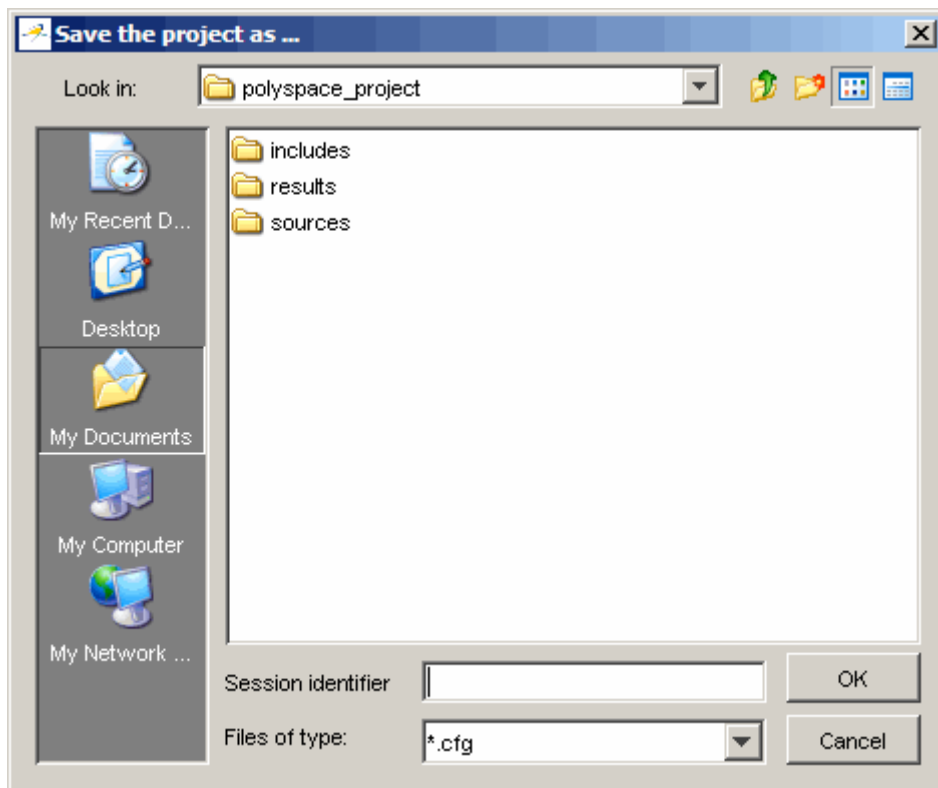 Save the project as ...
Look in:
polyspace_project
includes
results
sources
My Recent D...
Desktop
My Documents
My Computer
My Network ...
Session identifier
OK
Files of type:
*.cfg
Cancel